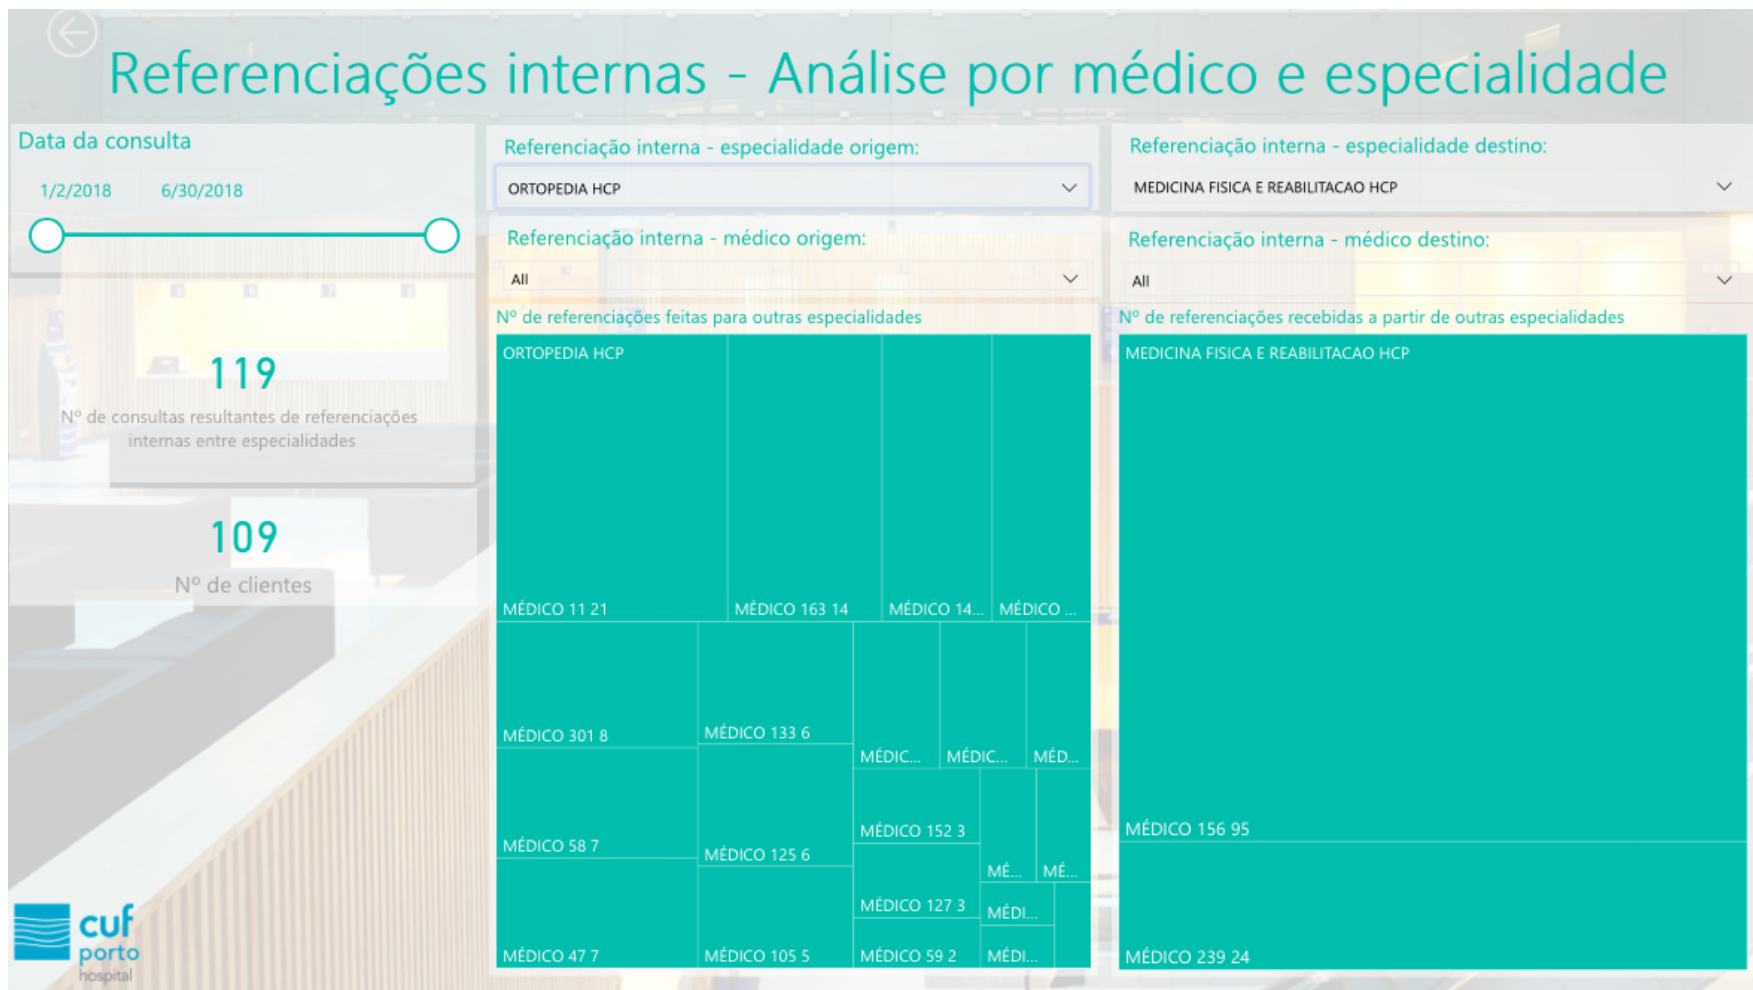 Referenciações internas - Análise por médico e especialidade
Data da consulta
1/2/2018 6/30/2018
119
Nº de consultas resultantes de referenciações
internas entre especialidades
109
Nº de clientes
Referenciação interna - especialidade origem:
ORTOPEDIA HCP
Referenciação interna - médico origem:
All
Nº de referenciações feitas para outras especialidades
ORTOPEDIA HCP
MÉDICO 11 21
MÉDICO 163 14
MÉDICO 14...
MÉDICO ...
MÉDICO 301 8
MÉDICO 58 7
MÉDICO 47 7
MÉDICO 133 6
MÉDICO 125 6
MÉDICO 105 5
MÉDIC...
MÉDIC...
MÉD...
MÉDICO 152 3
MÉDICO 127 3
MÉDICO 59 2
MÉ...
MÉ...
MÉDI...
MÉDI...
Referenciação interna - especialidade destino:
MEDICINA FISICA E REABILITACAO HCP
Referenciação interna - médico destino:
All
Nº de referenciações recebidas a partir de outras especialidades
MEDICINA FISICA E REABILITACAO HCP
MÉDICO 156 95
MÉDICO 239 24
cuf
porto
hospital